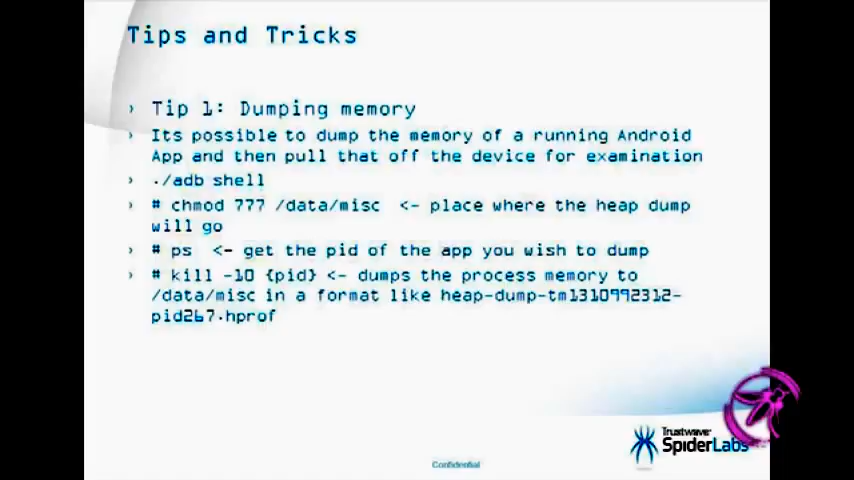 Tips and Tricks
› Tip 1: Dumping memory
› Its possible to dump the memory of a running Android
App and then pull that off the device for examination
› ./adb shell
› # chmod 777 /data/misc <- place where the heap dump
will go
› # ps <- get the pid of the app you wish to dump
› # kill -10 {pid} <- dumps the process memory to
/data/misc in a format like heap-dump-tm1310992312-
pid267.hprof
Trustwave
SpiderLabs
Confidential